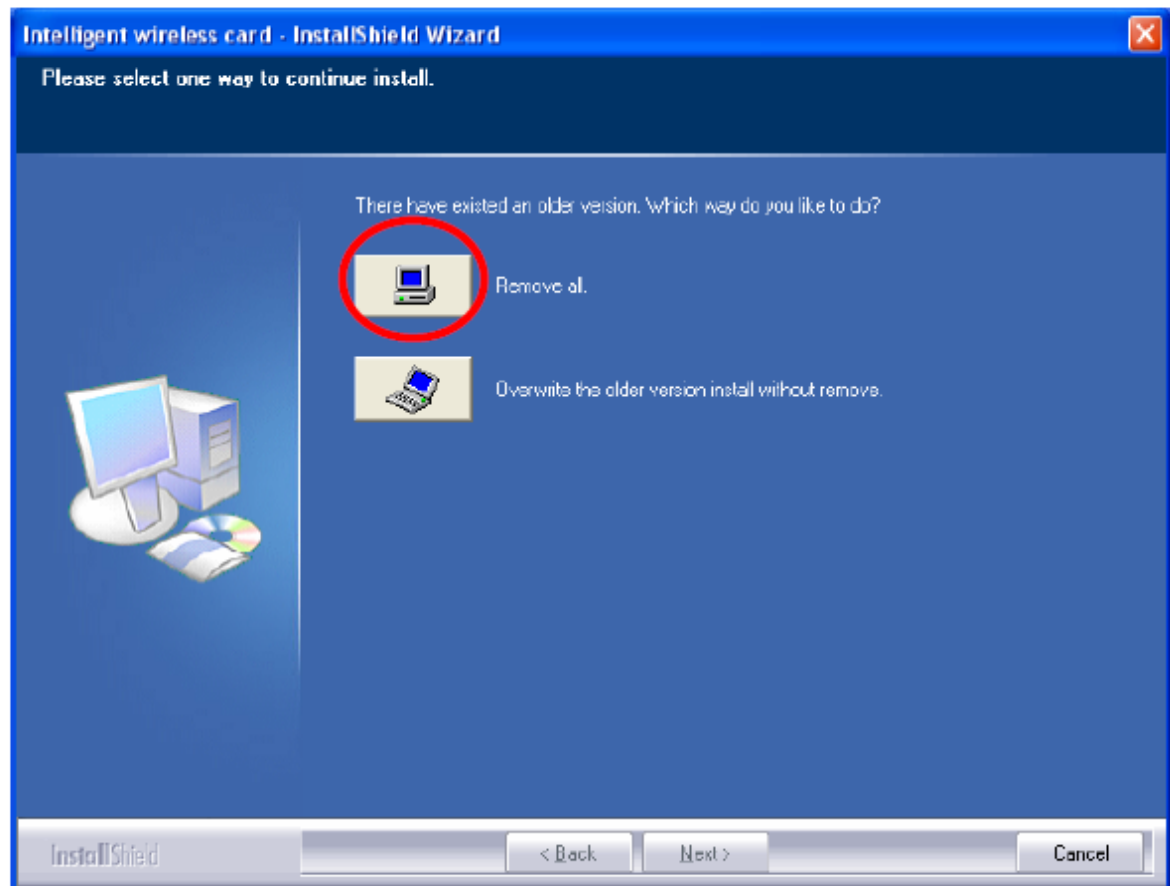 Intelligent wireless card - InstallShield Wizard
Please select one way to continue install.
There have existed an older version. Which way do you like to do?
Remove all.
Overwrite the older version install without remove.
InstallShield
< Back
Next >
Cancel